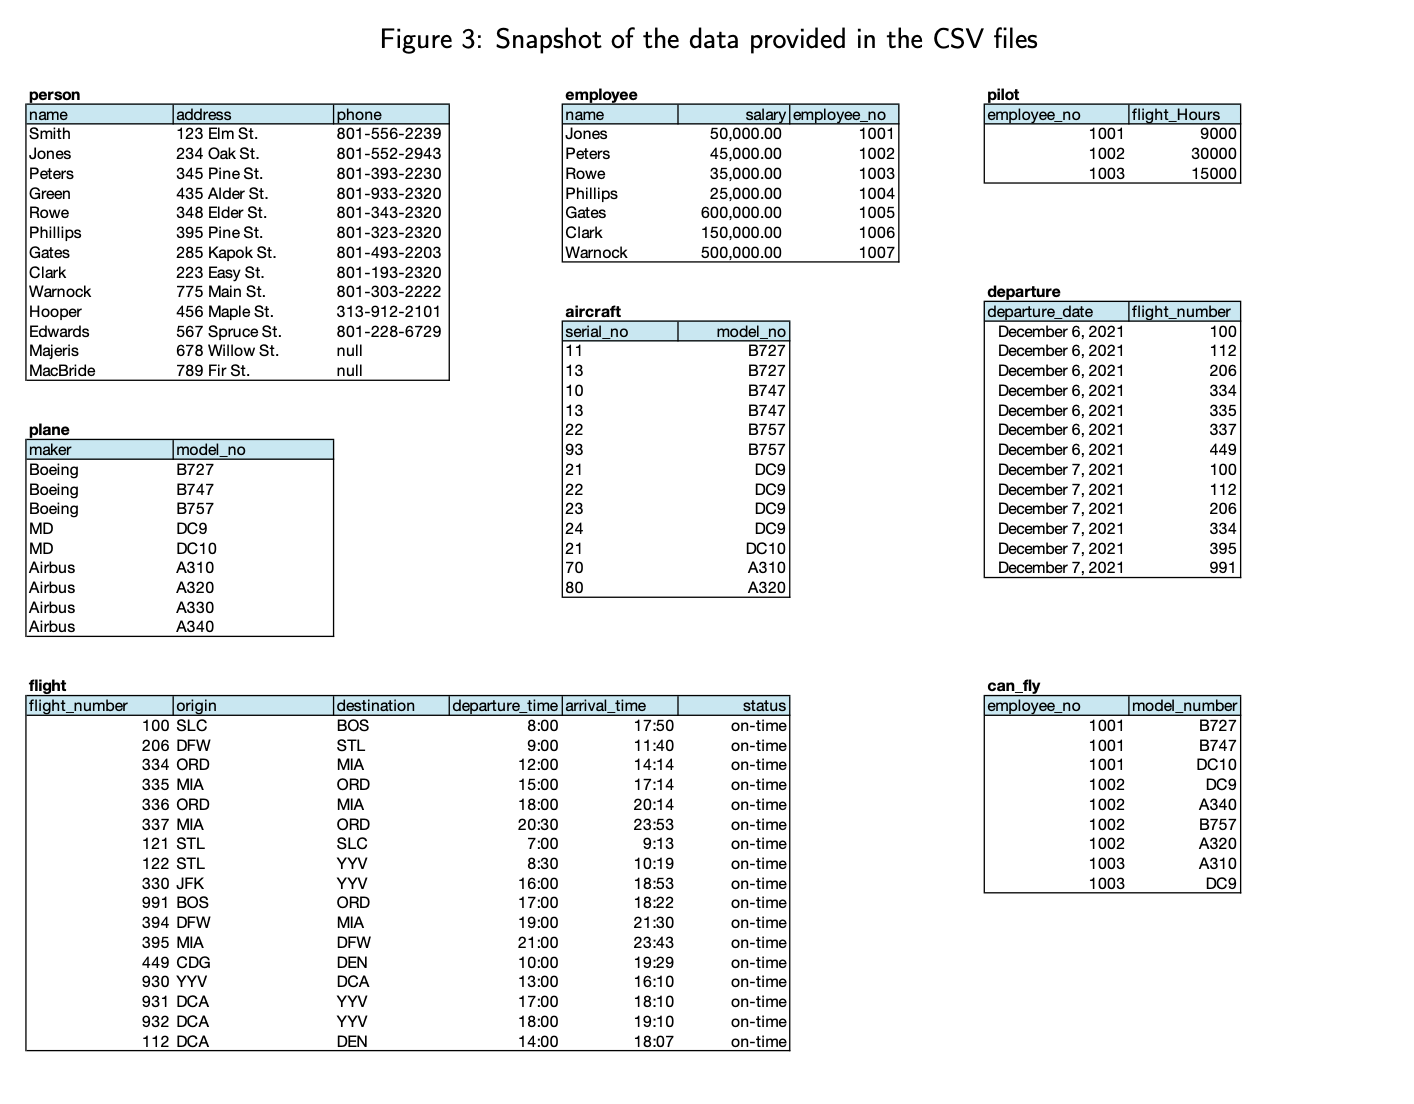 Figure 3: Snapshot of the data provided in the CSV files
person
name address phone
Smith 123 Elm St. 801-556-2239
Jones 234 Oak St. 801-552-2943
Peters 345 Pine St. 801-393-2230
Green 435 Alder St. 801-933-2320
Rowe 348 Elder St. 801-343-2320
Phillips 395 Pine St. 801-323-2320
Gates 285 Kapok St. 801-493-2203
Clark 223 Easy St. 801-193-2320
Warnock 775 Main St. 801-303-2222
Hooper 456 Maple St. 313-912-2101
Edwards 567 Spruce St. 801-228-6729
Majeris 678 Willow St. null
MacBride 789 Fir St. null
employee
name salary employee_no
Jones 50,000.00 1001
Peters 45,000.00 1002
Rowe 35,000.00 1003
Phillips 25,000.00 1004
Gates 600,000.00 1005
Clark 150,000.00 1006
Warnock 500,000.00 1007
pilot
employee_no flight_Hours
1001 9000
1002 30000
1003 15000
plane
maker model_no
Boeing B727
Boeing B747
Boeing B757
MD DC9
MD DC10
Airbus A310
Airbus A320
Airbus A330
Airbus A340
aircraft
serial_no model_no
11 B727
13 B727
10 B747
13 B747
22 B757
93 B757
21 DC9
22 DC9
23 DC9
24 DC9
21 DC10
70 A310
80 A320
departure
departure_date flight_number
December 6, 2021 100
December 6, 2021 112
December 6, 2021 206
December 6, 2021 334
December 6, 2021 335
December 6, 2021 337
December 6, 2021 449
December 7, 2021 100
December 7, 2021 112
December 7, 2021 206
December 7, 2021 334
December 7, 2021 395
December 7, 2021 991
flight
flight_number origin destination departure_time arrival_time status
100 SLC BOS 8:00 17:50 on-time
206 DFW STL 9:00 11:40 on-time
334 ORD MIA 12:00 14:14 on-time
335 MIA ORD 15:00 17:14 on-time
336 ORD MIA 18:00 20:14 on-time
337 MIA ORD 20:30 23:53 on-time
121 STL SLC 7:00 9:13 on-time
122 STL YYV 8:30 10:19 on-time
330 JFK YYV 16:00 18:53 on-time
991 BOS ORD 17:00 18:22 on-time
394 DFW MIA 19:00 21:30 on-time
395 MIA DFW 21:00 23:43 on-time
449 CDG DEN 10:00 19:29 on-time
930 YYV DCA 13:00 16:10 on-time
931 DCA YYV 17:00 18:10 on-time
932 DCA YYV 18:00 19:10 on-time
112 DCA DEN 14:00 18:07 on-time
can_fly
employee_no model_number
1001 B727
1001 B747
1001 DC10
1002 DC9
1002 A340
1002 B757
1002 A320
1003 A310
1003 DC9